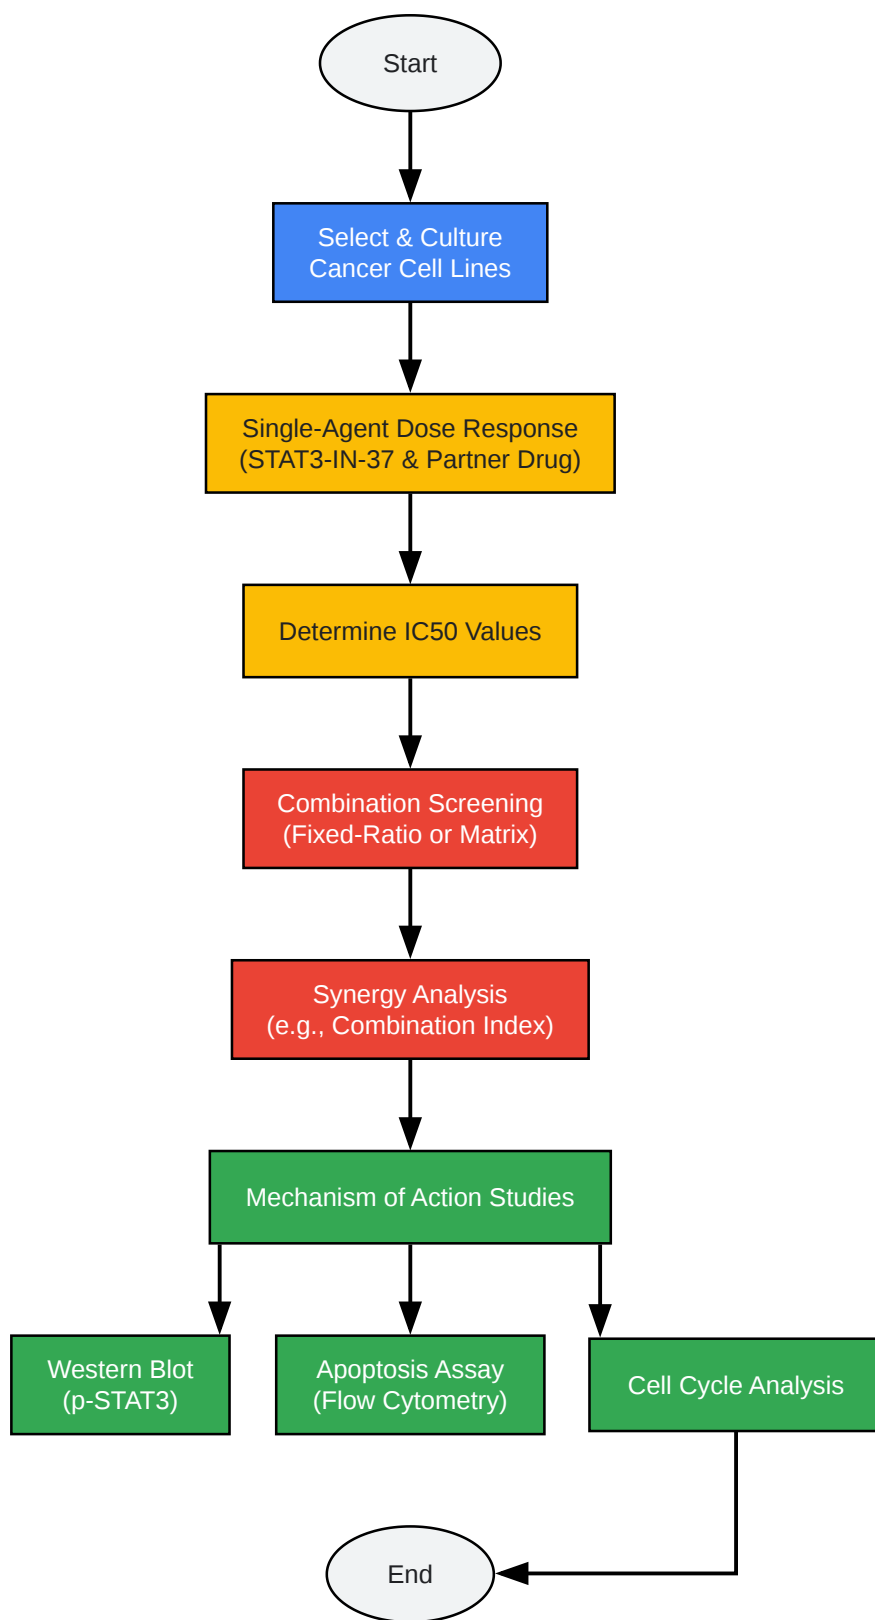 Start
Select & Culture
Cancer Cell Lines
Single-Agent Dose Response
(STAT3-IN-37 & Partner Drug)
Determine IC50 Values
Combination Screening
(Fixed-Ratio or Matrix)
Synergy Analysis
(e.g., Combination Index)
Mechanism of Action Studies
Western Blot
(p-STAT3)
Apoptosis Assay
(Flow Cytometry)
Cell Cycle Analysis
End